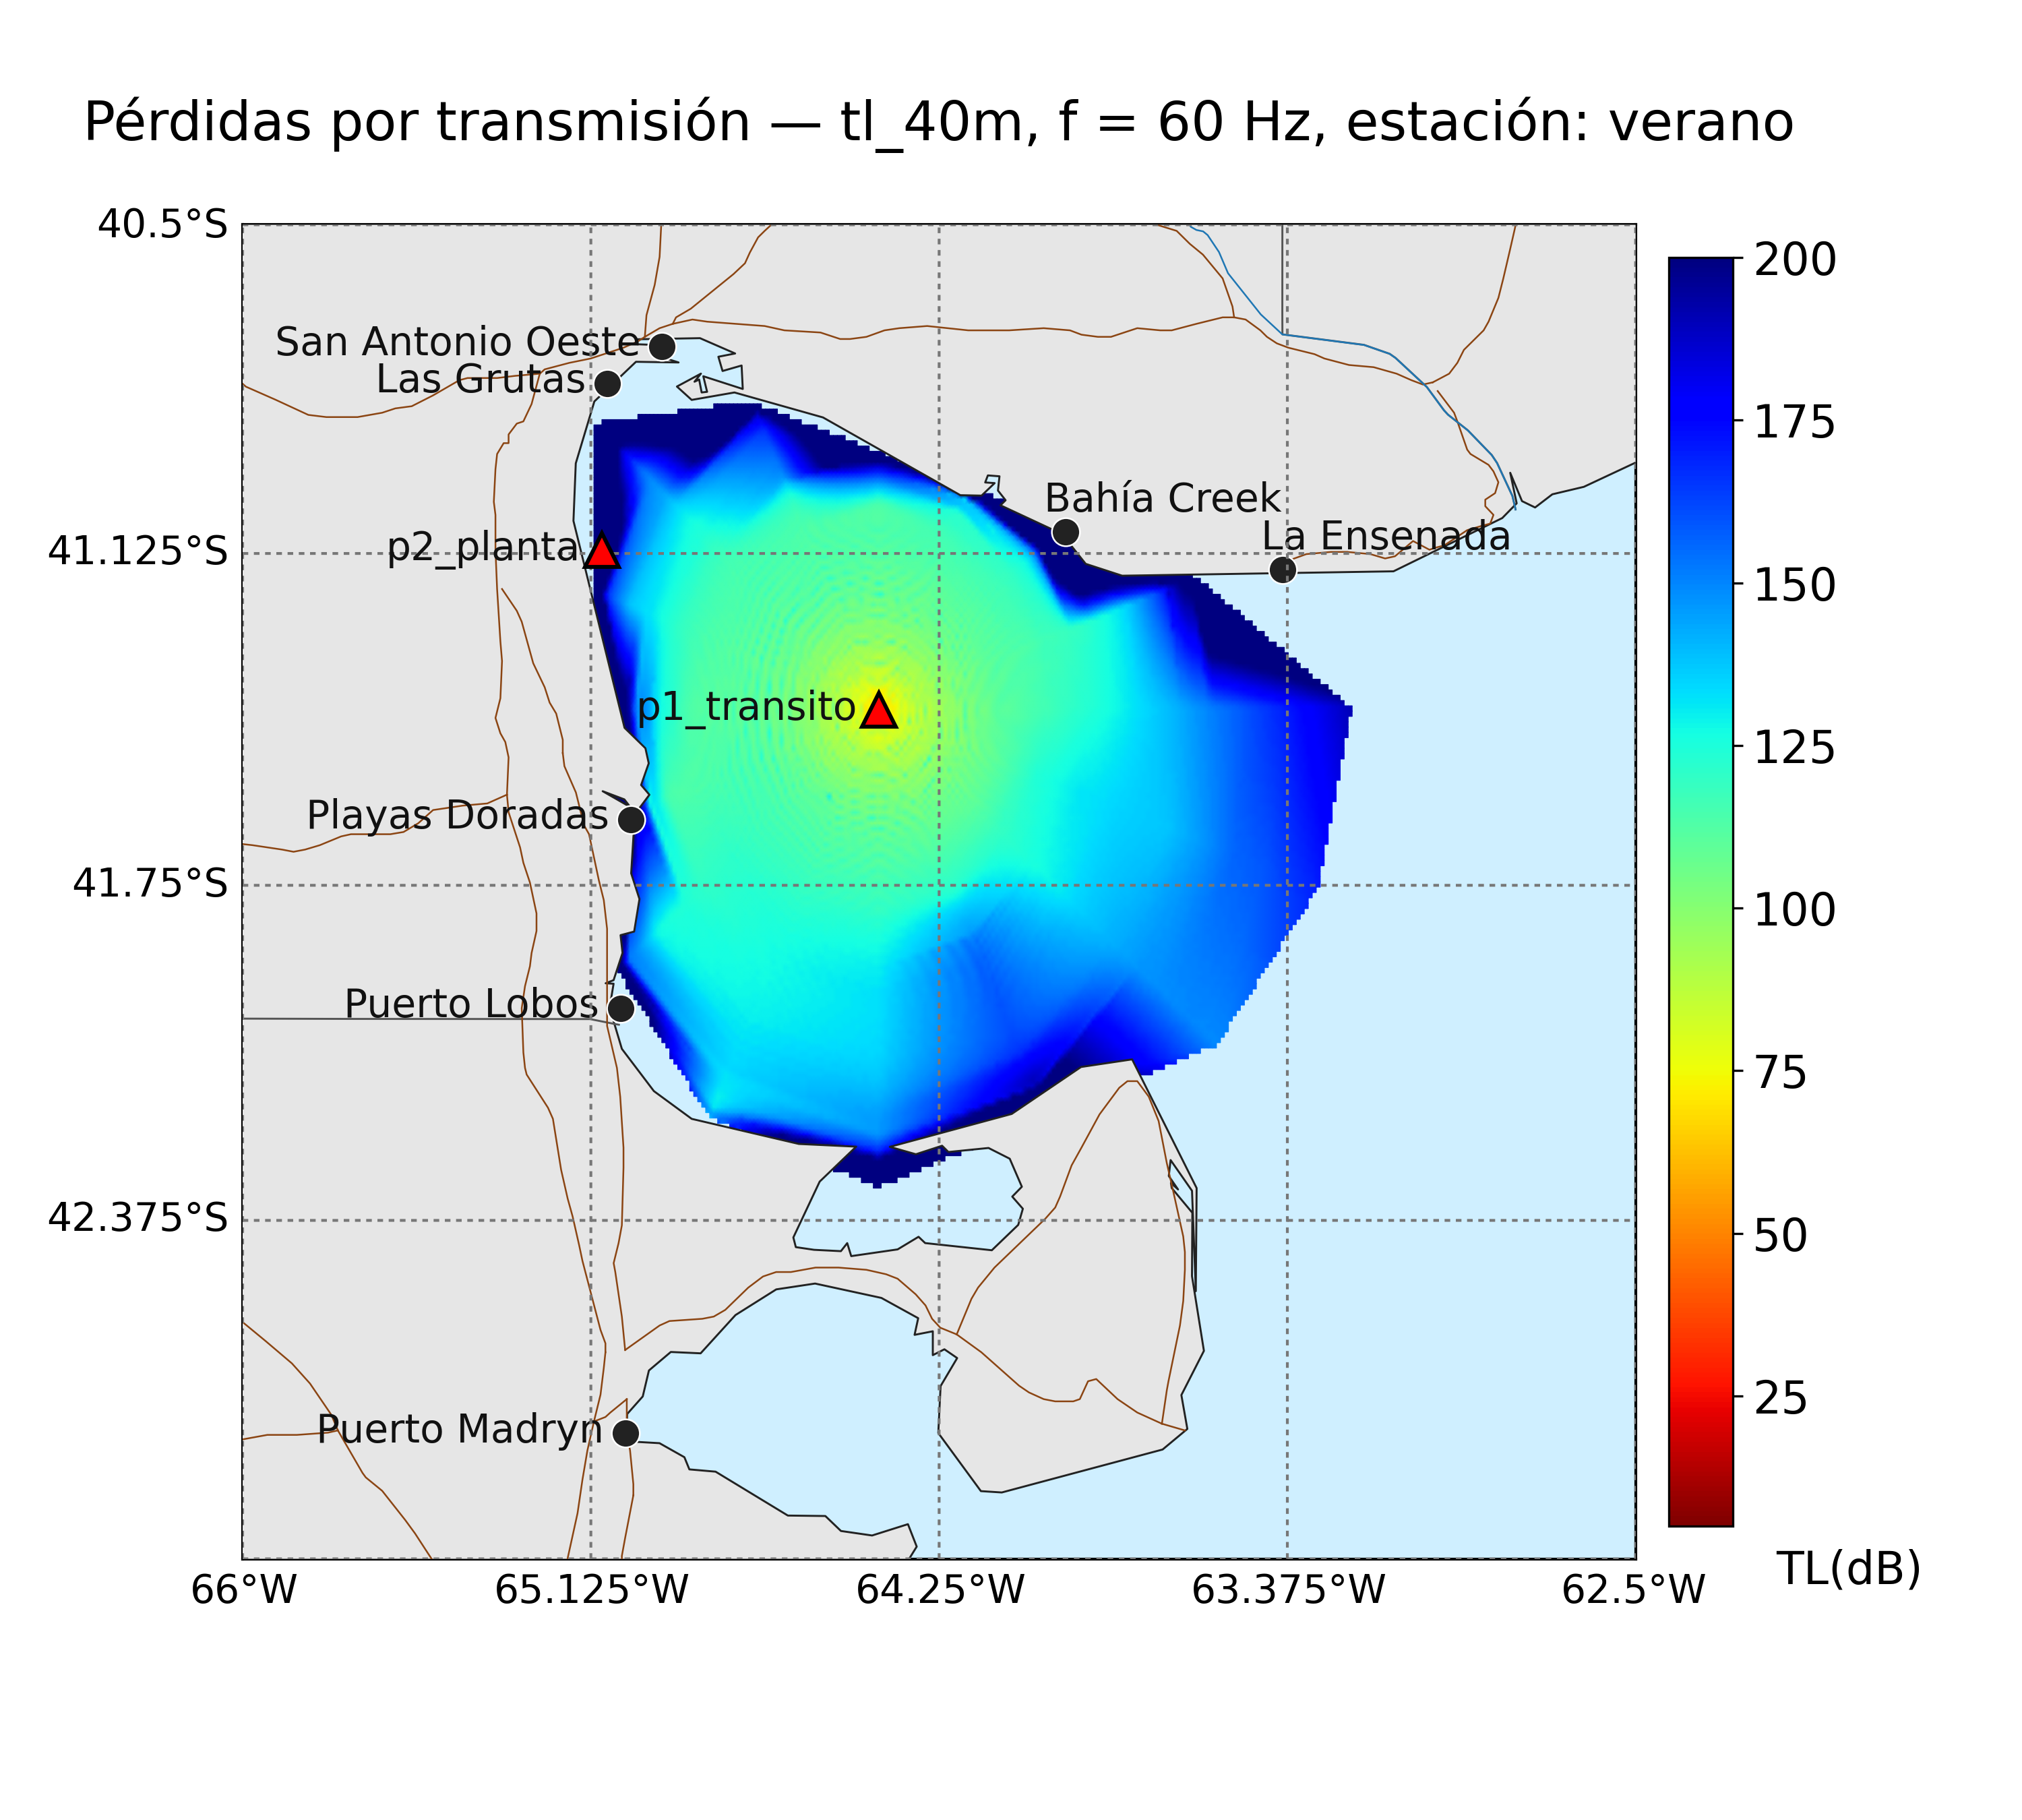 Pérdidas por transmisión — tl_40m, f = 60 Hz, estación: verano
40.5°S
200
San Antonio Oeste
Las Grutas
175
Bahía Creek
La Ensenada
p2_planta
41.125°S
150
p1_transito
125
Playas Doradas
41.75°S
100
Puerto Lobos
75
42.375°S
50
25
Puerto Madryn
TL(dB)
66°W
65.125°W
64.25°W
63.375°W
62.5°W